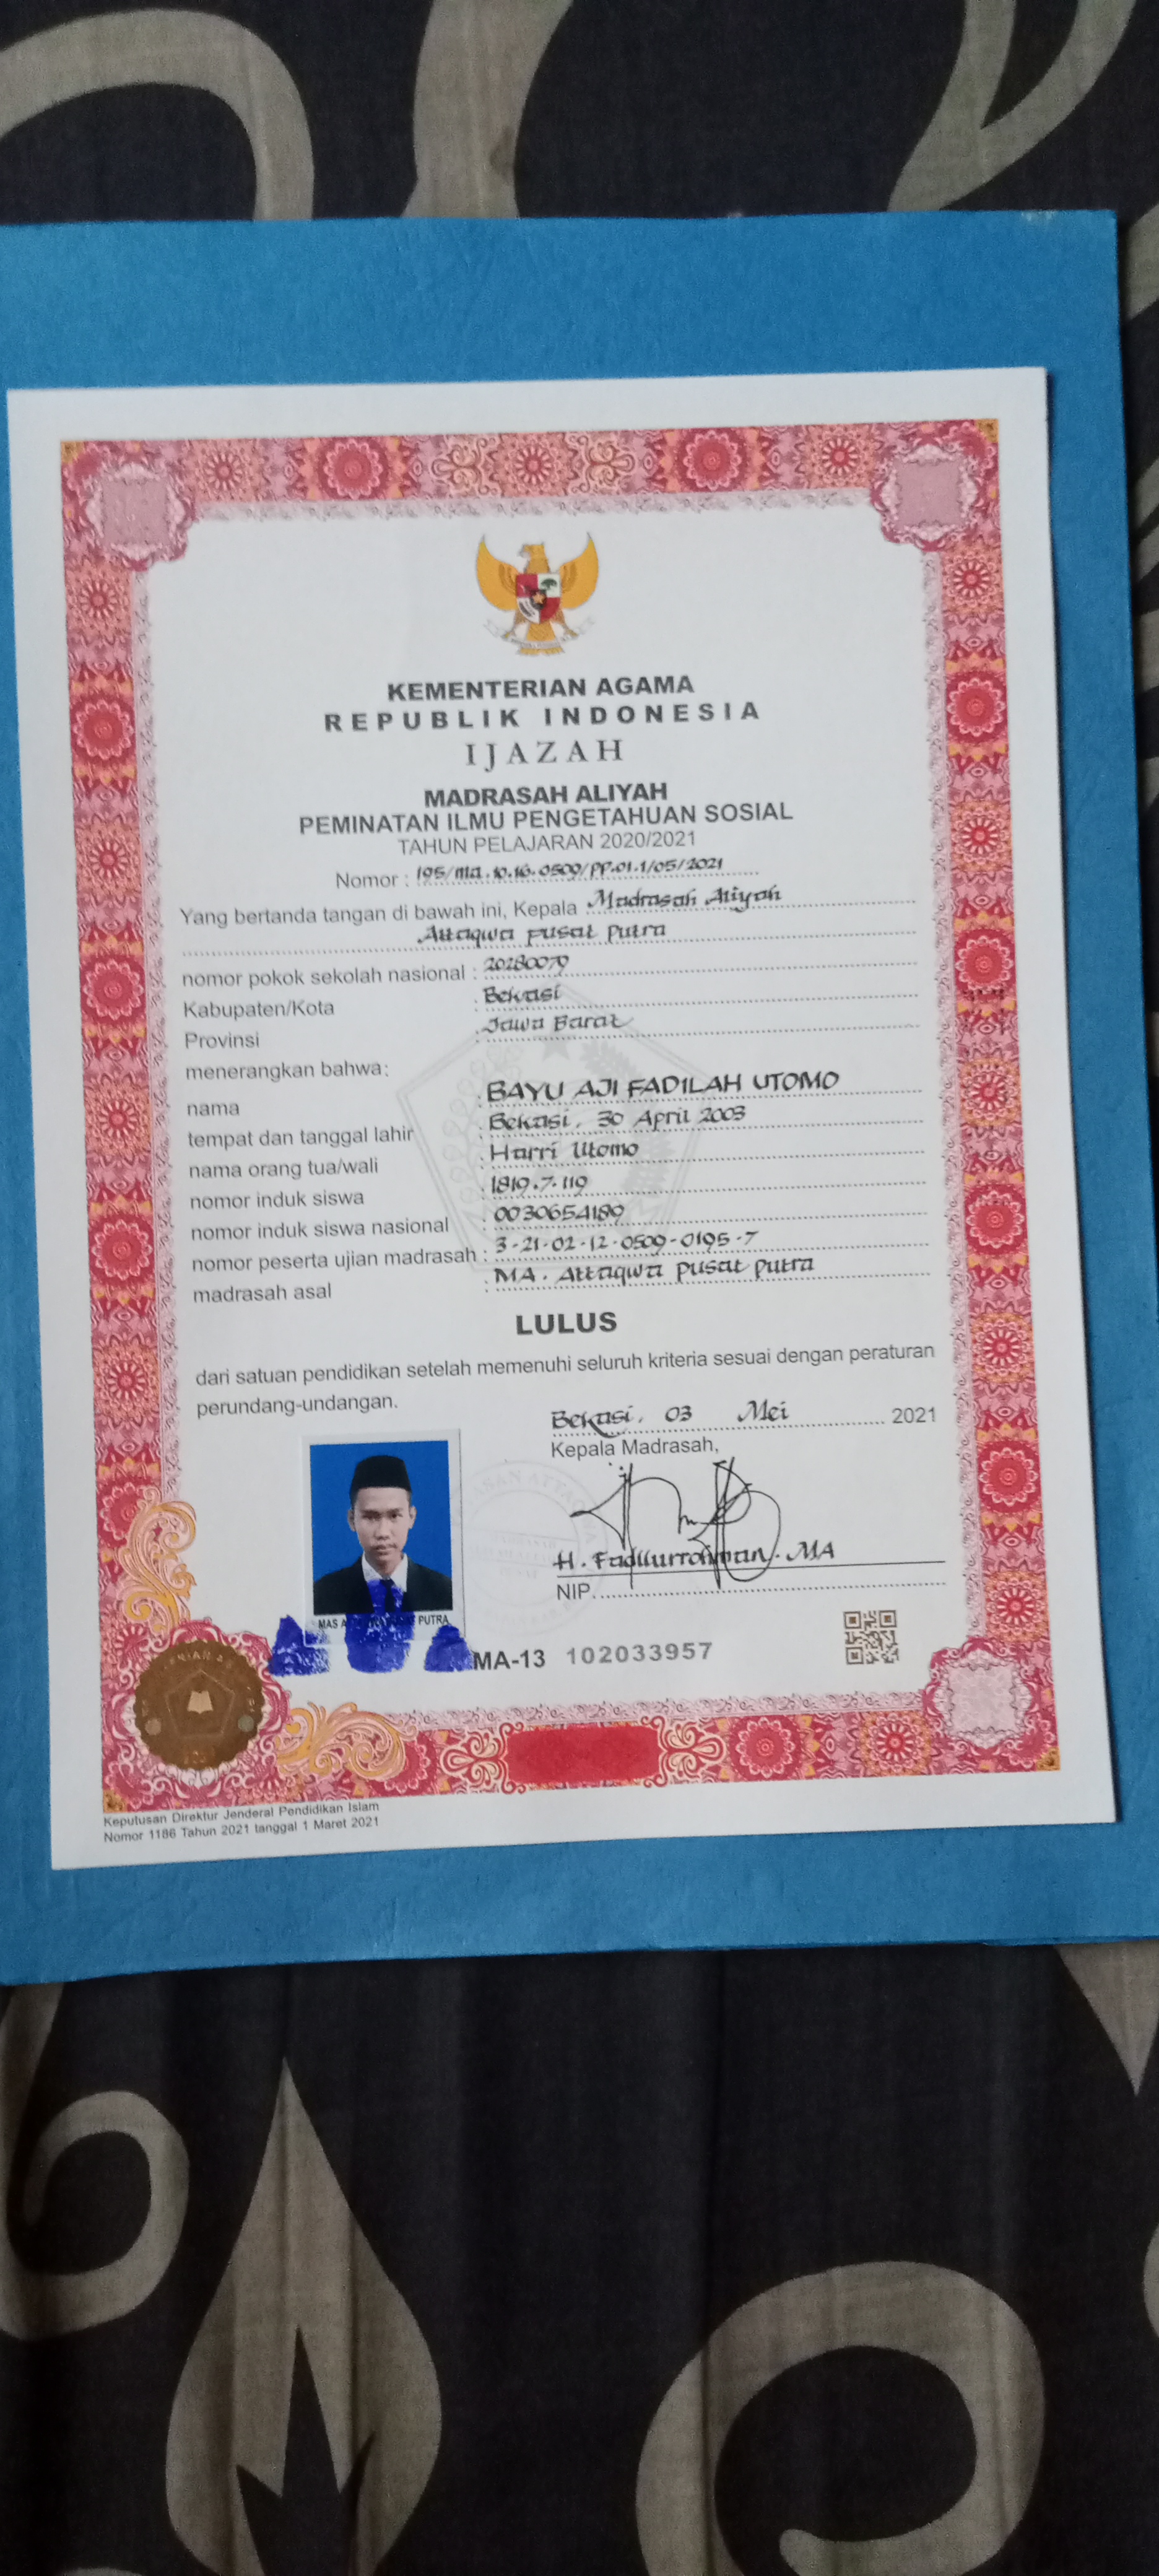 KEMENTERIAN AGAMA
REPUBLIK INDONESIA
IJAZAH
MADRASAH ALIYAH
PEMINATAN ILMU PENGETAHUAN SOSIAL
TAHUN PELAJARAN 2020/2021
Nomor : 195/Ma.10.16.0509/PP.01.1/05/2021
Yang bertanda tangan di bawah ini, Kepala Madrasah Aliyah
Attaqwa Pusat Putra
nomor pokok sekolah nasional : 20280079
Kabupaten/Kota : Bekasi
Provinsi : Jawa Barat
menerangkan bahwa:
nama : BAYU AJI FADILAH UTOMO
tempat dan tanggal lahir : Bekasi, 30 April 2003
nama orang tua/wali : Harri Utomo
nomor induk siswa : 1819.7.119
nomor induk siswa nasional : 0030654189
nomor peserta ujian madrasah : 3-21-02-12-0509-0195-7
madrasah asal : MA. Attaqwa Pusat Putra
LULUS
dari satuan pendidikan setelah memenuhi seluruh kriteria sesuai dengan peraturan
perundang-undangan.
Bekasi, 03 Mei 2021
Kepala Madrasah,
H. Fadlurrohman. MA
NIP.
MAS A PUTRA
MA-13 102033957
Keputusan Direktur Jenderal Pendidikan Islam
Nomor 1186 Tahun 2021 tanggal 1 Maret 2021